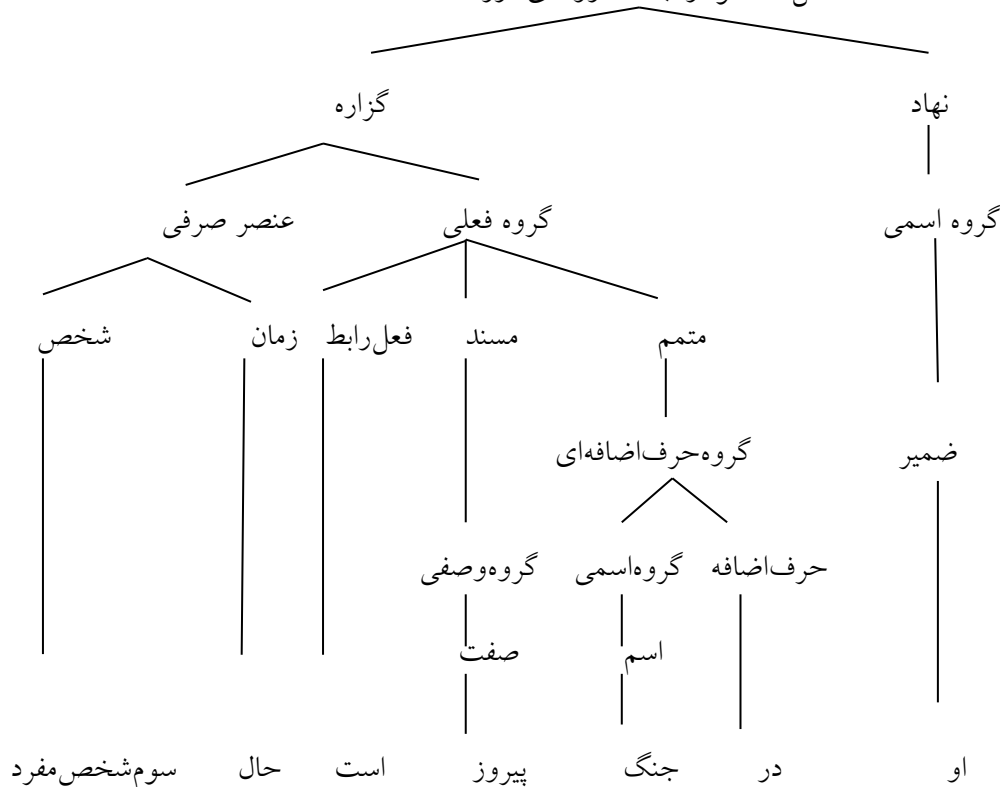 نهاد گزاره
گروه اسمی گروه فعلی عنصر صرفی
متمم مسند فعل‌رابط زمان شخص
ضمیر گروه‌حرف‌اضافه‌ای
حرف‌اضافه گروه‌اسمی گروه‌وصفی
اسم صفت
او در جنگ پیروز است حال سوم‌شخص‌مفرد